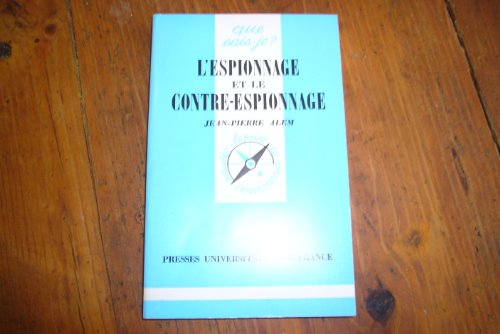 que
sais-je?
L'ESPIONNAGE
ET LE
CONTRE-ESPIONNAGE
JEAN-PIERRE ALEM
PRESSES FRANCE